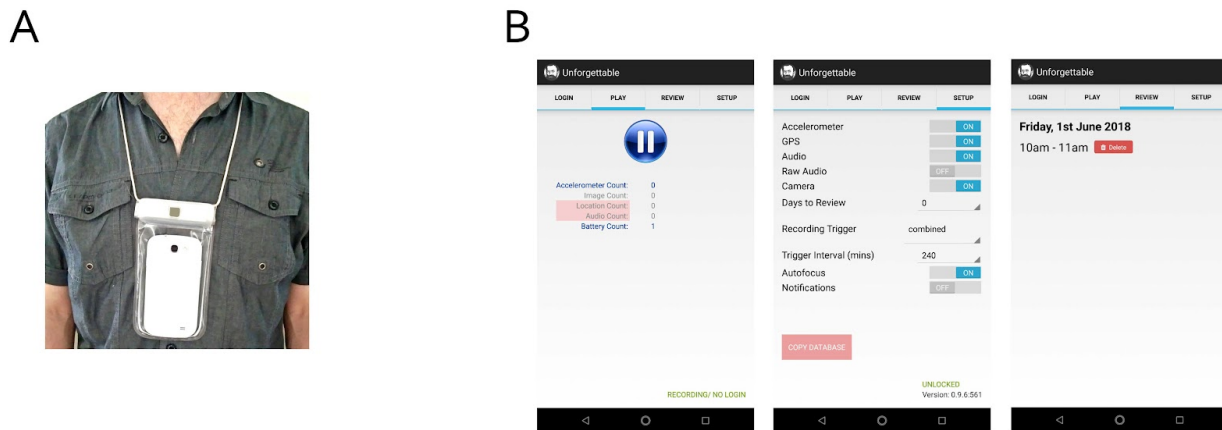 A
B
Unforgettable
LOGIN PLAY REVIEW SETUP
Accelerometer Count: 0
Image Count: 0
Location Count: 0
Audio Count: 0
Battery Count: 1
RECORDING/ NO LOGIN
Unforgettable
LOGIN PLAY REVIEW SETUP
Accelerometer ON
GPS ON
Audio ON
Raw Audio OFF
Camera ON
Days to Review 0
Recording Trigger combined
Trigger Interval (mins) 240
Autofocus ON
Notifications OFF
COPY DATABASE
UNLOCKED
Version: 0.9.6:561
Unforgettable
LOGIN PLAY REVIEW SETUP
Friday, 1st June 2018
10am - 11am Delete